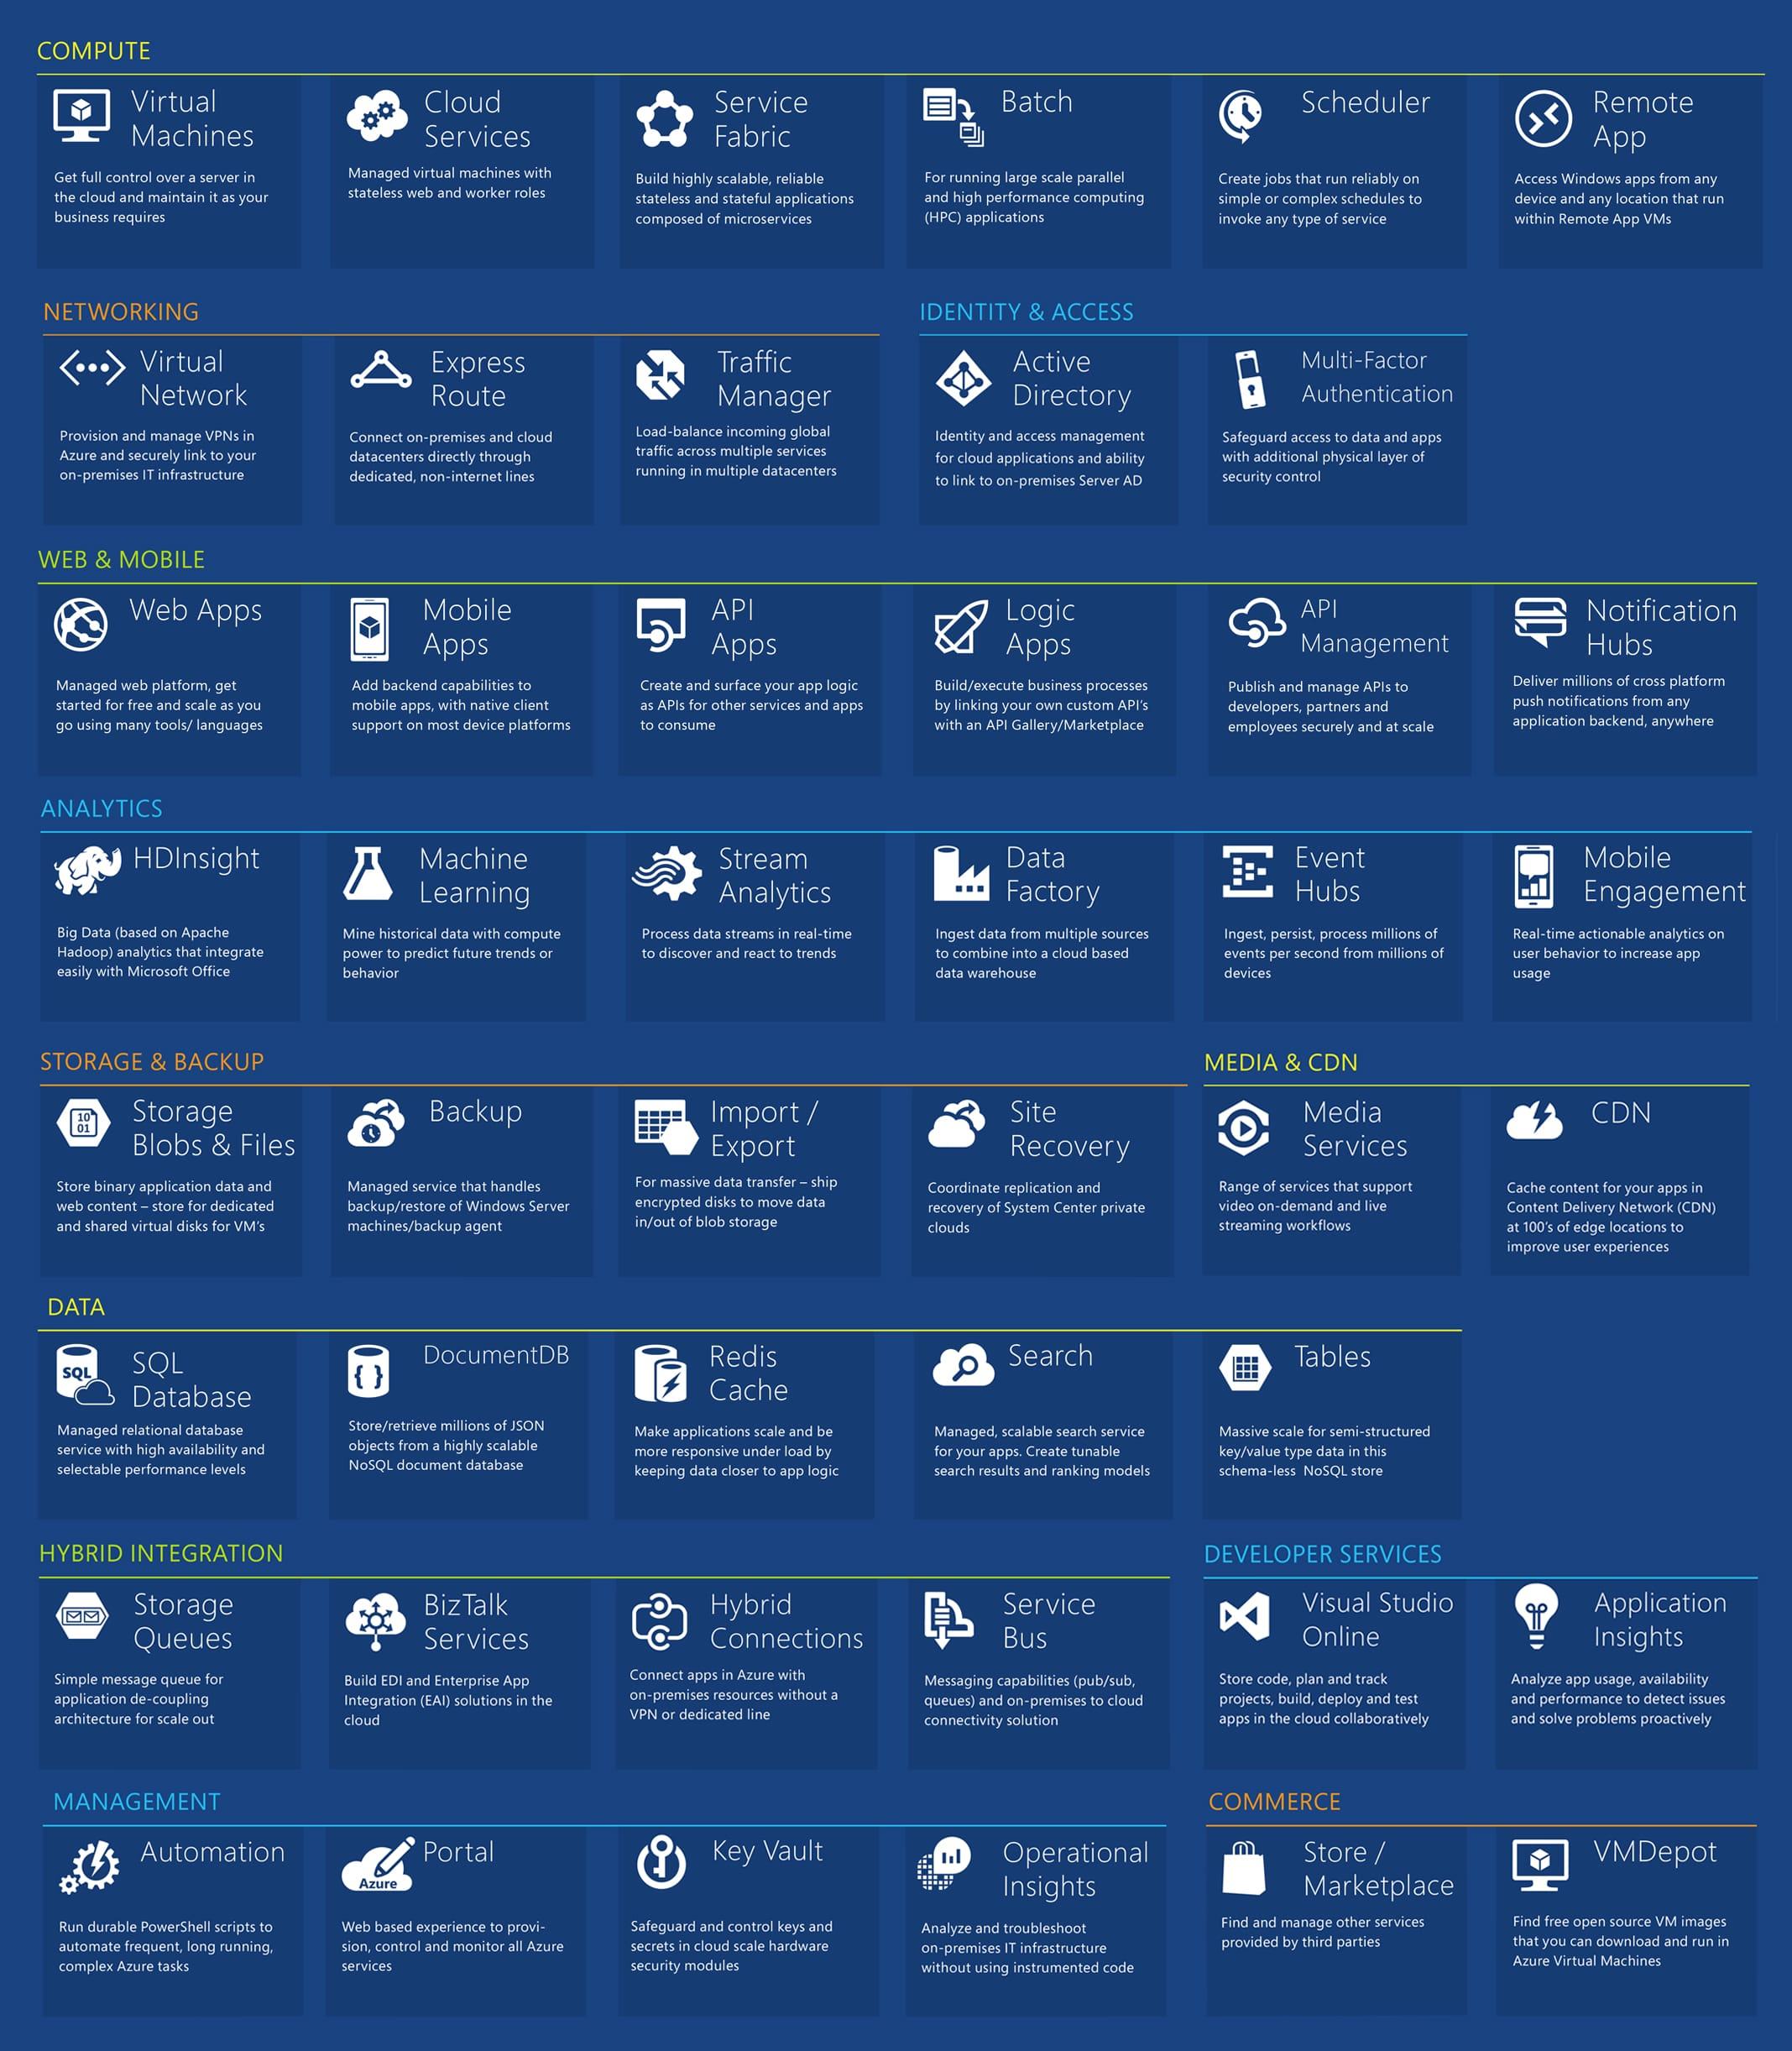 COMPUTE
Virtual
Machines
Get full control over a server in
the cloud and maintain it as your
business requires
Cloud
Services
Managed virtual machines with
stateless web and worker roles
Service
Fabric
Build highly scalable, reliable
stateless and stateful applications
composed of microservices
Batch
For running large scale parallel
and high performance computing
(HPC) applications
Scheduler
Create jobs that run reliably on
simple or complex schedules to
invoke any type of service
Remote
App
Access Windows apps from any
device and any location that run
within Remote App VMs
NETWORKING
Virtual
Network
Provision and manage VPNs in
Azure and securely link to your
on-premises IT infrastructure
Express
Route
Connect on-premises and cloud
datacenters directly through
dedicated, non-internet lines
Traffic
Manager
Load-balance incoming global
traffic across multiple services
running in multiple datacenters
IDENTITY & ACCESS
Active
Directory
Identity and access management
for cloud applications and ability
to link to on-premises Server AD
Multi-Factor
Authentication
Safeguard access to data and apps
with additional physical layer of
security control
WEB & MOBILE
Web Apps
Managed web platform, get
started for free and scale as you
go using many tools/ languages
Mobile
Apps
Add backend capabilities to
mobile apps, with native client
support on most device platforms
API
Apps
Create and surface your app logic
as APIs for other services and apps
to consume
Logic
Apps
Build/execute business processes
by linking your own custom API's
with an API Gallery/Marketplace
API
Management
Publish and manage APIs to
developers, partners and
employees securely and at scale
Notification
Hubs
Deliver millions of cross platform
push notifications from any
application backend, anywhere
ANALYTICS
HDInsight
Big Data (based on Apache
Hadoop) analytics that integrate
easily with Microsoft Office
Machine
Learning
Mine historical data with compute
power to predict future trends or
behavior
Stream
Analytics
Process data streams in real-time
to discover and react to trends
Data
Factory
Ingest data from multiple sources
to combine into a cloud based
data warehouse
Event
Hubs
Ingest, persist, process millions of
events per second from millions of
devices
Mobile
Engagement
Real-time actionable analytics on
user behavior to increase app
usage
STORAGE & BACKUP
10
01
Storage
Blobs & Files
Store binary application data and
web content – store for dedicated
and shared virtual disks for VM's
Backup
Managed service that handles
backup/restore of Windows Server
machines/backup agent
Import /
Export
For massive data transfer – ship
encrypted disks to move data
in/out of blob storage
Site
Recovery
Coordinate replication and
recovery of System Center private
clouds
MEDIA & CDN
Media
Services
Range of services that support
video on-demand and live
streaming workflows
CDN
Cache content for your apps in
Content Delivery Network (CDN)
at 100's of edge locations to
improve user experiences
DATA
SQL
SQL
Database
Managed relational database
service with high availability and
selectable performance levels
{ }
DocumentDB
Store/retrieve millions of JSON
objects from a highly scalable
NoSQL document database
Redis
Cache
Make applications scale and be
more responsive under load by
keeping data closer to app logic
Search
Managed, scalable search service
for your apps. Create tunable
search results and ranking models
Tables
Massive scale for semi-structured
key/value type data in this
schema-less NoSQL store
HYBRID INTEGRATION
Storage
Queues
Simple message queue for
application de-coupling
architecture for scale out
BizTalk
Services
Build EDI and Enterprise App
Integration (EAI) solutions in the
cloud
Hybrid
Connections
Connect apps in Azure with
on-premises resources without a
VPN or dedicated line
Service
Bus
Messaging capabilities (pub/sub,
queues) and on-premises to cloud
connectivity solution
DEVELOPER SERVICES
Visual Studio
Online
Store code, plan and track
projects, build, deploy and test
apps in the cloud collaboratively
Application
Insights
Analyze app usage, availability
and performance to detect issues
and solve problems proactively
MANAGEMENT
Automation
Run durable PowerShell scripts to
automate frequent, long running,
complex Azure tasks
Azure
Portal
Web based experience to provi-
sion, control and monitor all Azure
services
Key Vault
Safeguard and control keys and
secrets in cloud scale hardware
security modules
Operational
Insights
Analyze and troubleshoot
on-premises IT infrastructure
without using instrumented code
COMMERCE
Store /
Marketplace
Find and manage other services
provided by third parties
VMDepot
Find free open source VM images
that you can download and run in
Azure Virtual Machines